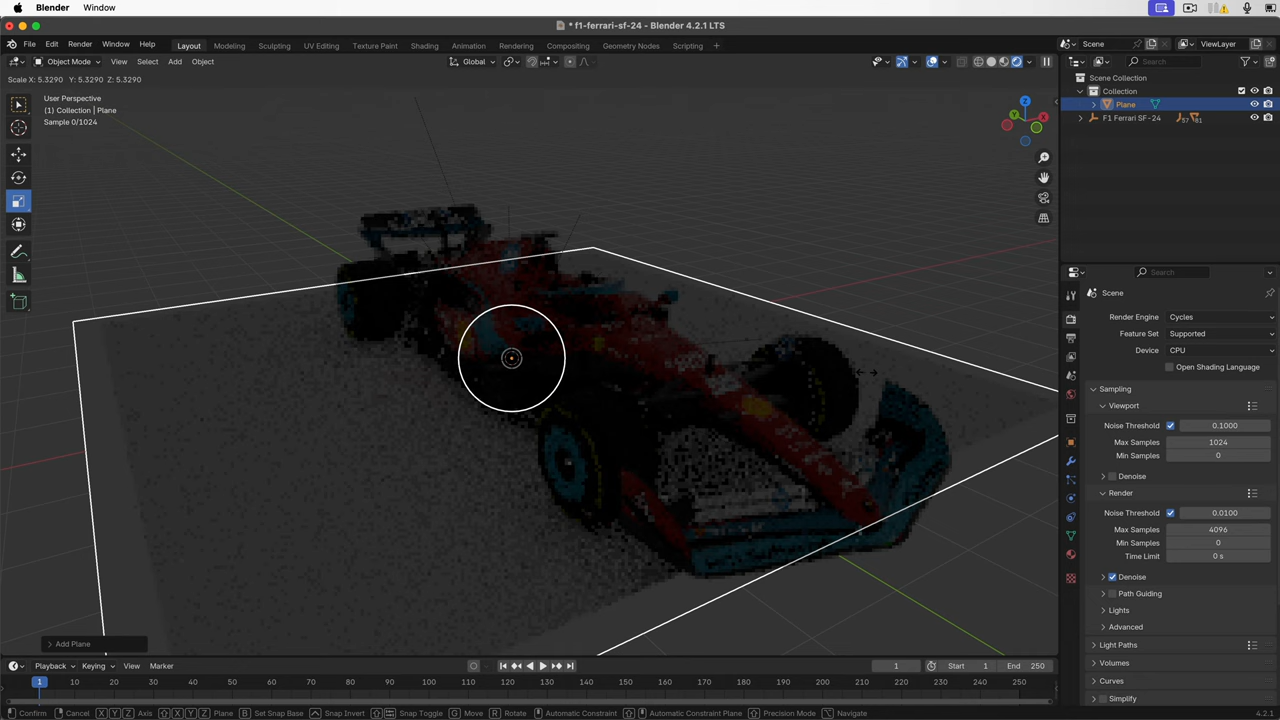 Blender Window
* f1-ferrari-sf-24 - Blender 4.2.1 LTS
File Edit Render Window Help Layout Modeling Sculpting UV Editing Texture Paint Shading Animation Rendering Compositing Geometry Nodes Scripting + Scene ViewLayer
Object Mode View Select Add Object Global Search
Scale X: 5.3290 Y: 5.3290 Z: 5.3290
Scene Collection
Collection
Plane
F1 Ferrari SF-24 57 81
User Perspective
(1) Collection | Plane
Sample 0/1024
Z
Y
X
Search
Scene
Render Engine Cycles
Feature Set Supported
Device CPU
Open Shading Language
Sampling
Viewport
Noise Threshold 0.1000
Max Samples 1024
Min Samples 0
Denoise
Render
Noise Threshold 0.0100
Max Samples 4096
Min Samples 0
Time Limit 0 s
Denoise
Path Guiding
Lights
Advanced
Light Paths
Volumes
Curves
Simplify
Add Plane
Playback Keying View Marker 1 Start 1 End 250
1 10 20 30 40 50 60 70 80 90 100 110 120 130 140 150 160 170 180 190 200 210 220 230 240 250
Confirm Cancel X Y Z Axis X Y Z Plane B Set Snap Base Snap Invert Snap Toggle G Move R Rotate Automatic Constraint Automatic Constraint Plane Precision Mode Navigate 4.2.1